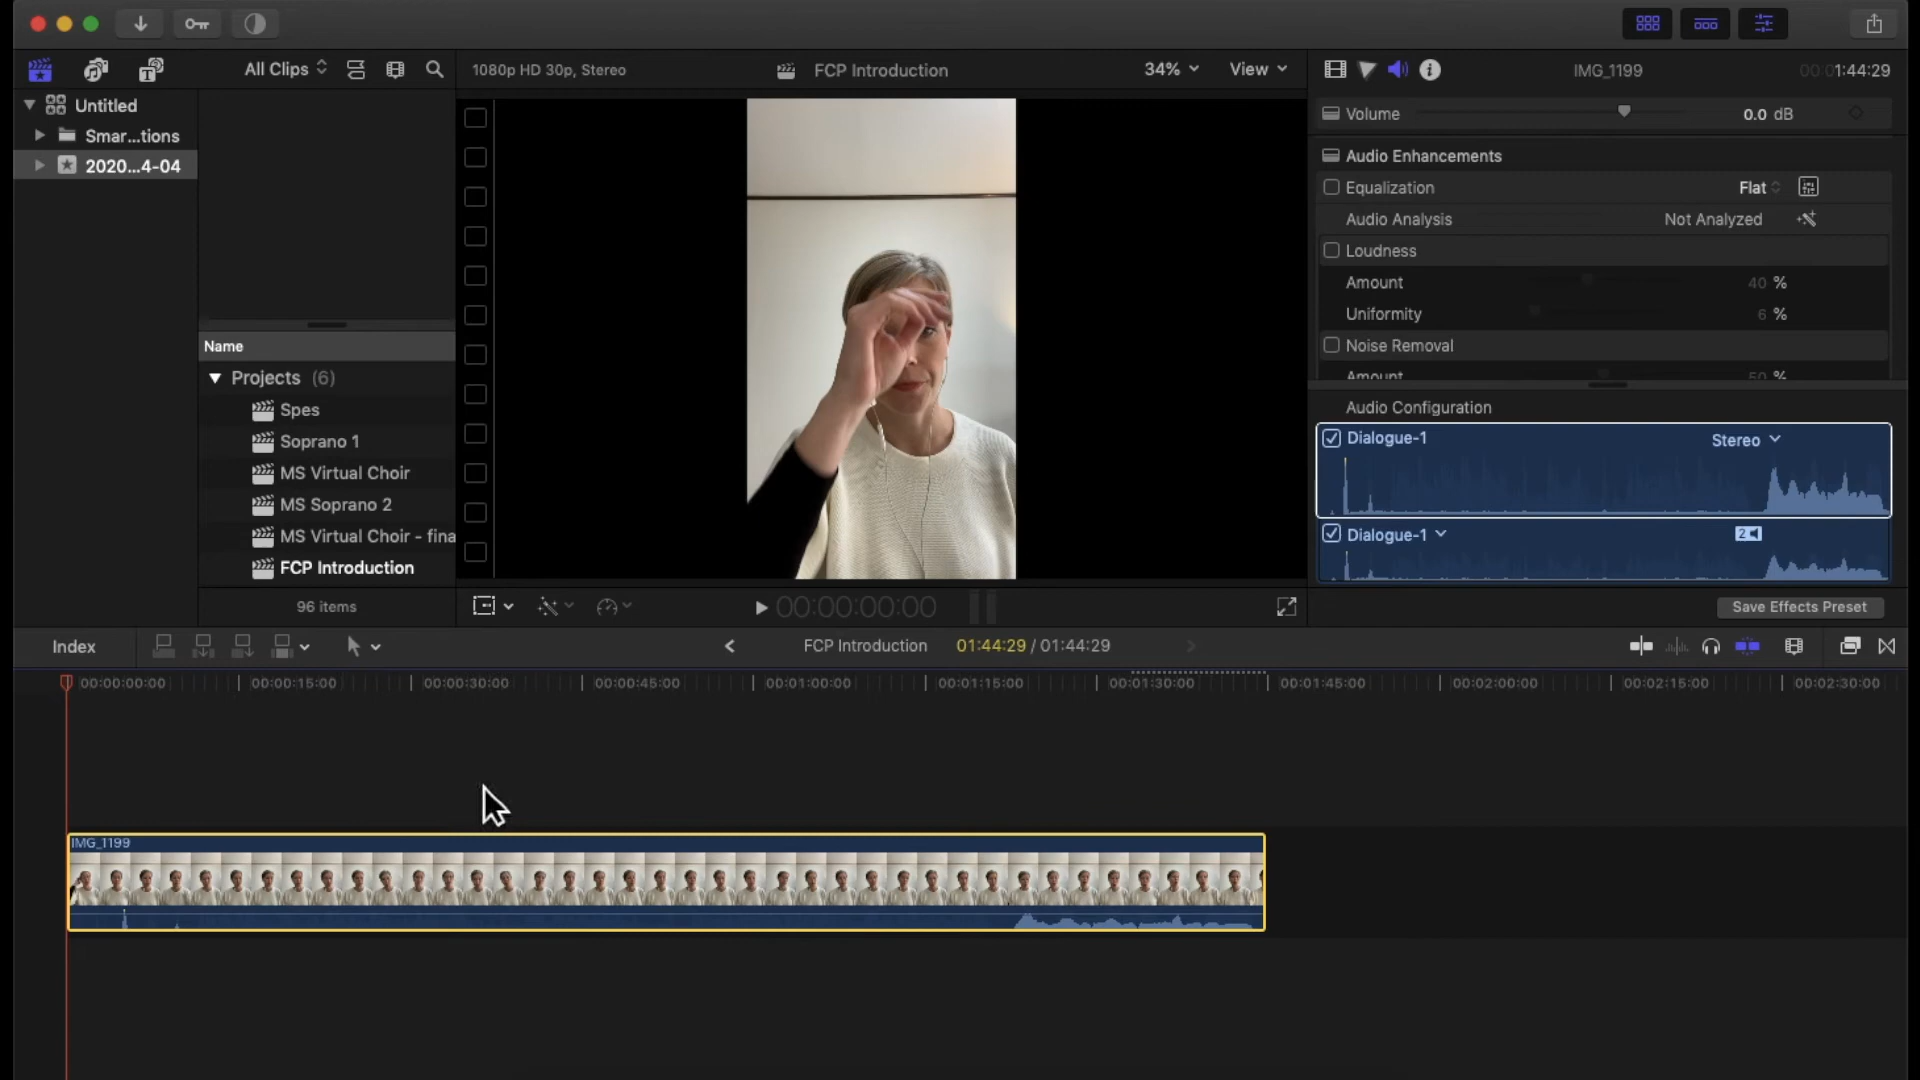 All Clips
1080p HD 30p, Stereo
FCP Introduction
34%
View
IMG_1199
00:01:44:29
Untitled
Smar...tions
2020...4-04
Name
Projects (6)
Spes
Soprano 1
MS Virtual Choir
MS Soprano 2
MS Virtual Choir - fina
FCP Introduction
96 items
00:00:00:00
Volume
0.0 dB
Audio Enhancements
Equalization
Flat
Audio Analysis
Not Analyzed
Loudness
Amount
40 %
Uniformity
6 %
Noise Removal
Amount
50 %
Audio Configuration
Dialogue-1
Stereo
Dialogue-1
2
Save Effects Preset
Index
FCP Introduction
01:44:29 / 01:44:29
00:00:00:00
00:00:15:00
00:00:30:00
00:00:45:00
00:01:00:00
00:01:15:00
00:01:30:00
00:01:45:00
00:02:00:00
00:02:15:00
00:02:30:00
IMG_1199